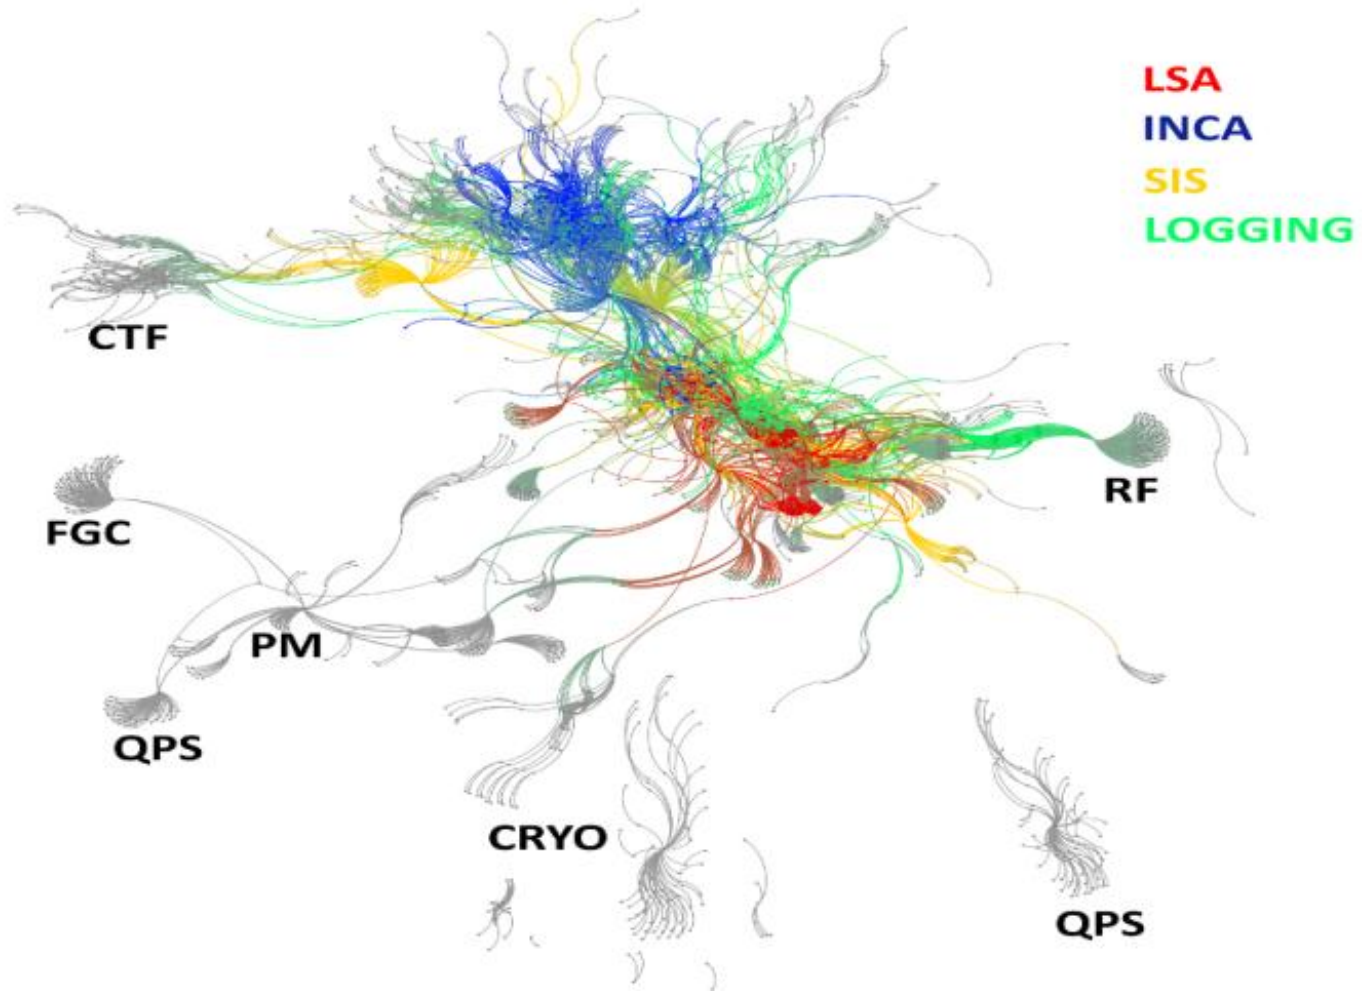 LSA
INCA
SIS
LOGGING
CTF
RF
FGC
PM
QPS
CRYO
QPS